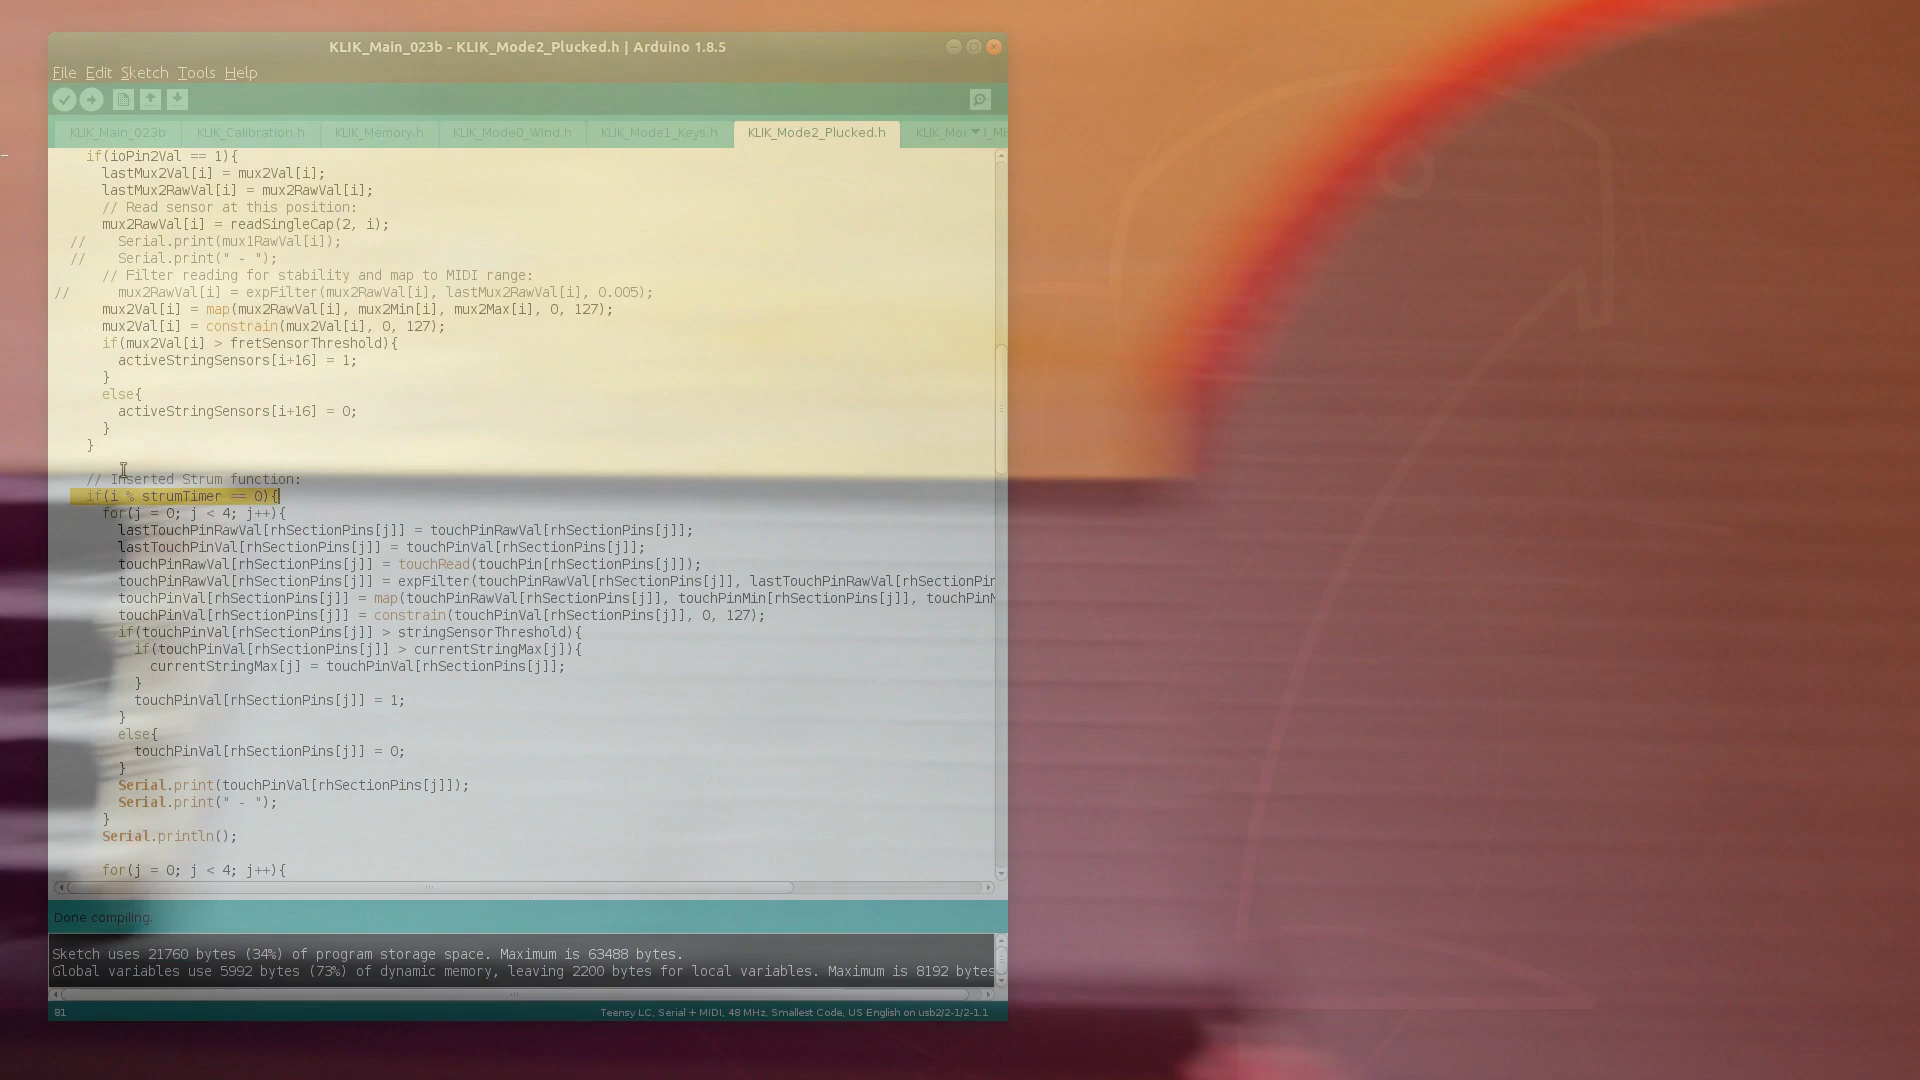 KLIK_Main_023b - KLIK_Mode2_Plucked.h | Arduino 1.8.5
File Edit Sketch Tools Help
KLIK_Main_023b KLIK_Calibration.h KLIK_Memory.h KLIK_Mode0_Wind.h KLIK_Mode1_Keys.h KLIK_Mode2_Plucked.h
if(ioPin2Val == 1){
lastMux2Val[i] = mux2Val[i];
lastMux2RawVal[i] = mux2RawVal[i];
// Read sensor at this position:
mux2RawVal[i] = readSingleCap(2, i);
// Serial.print(mux1RawVal[i]);
// Serial.print(" - ");
// Filter reading for stability and map to MIDI range:
// mux2RawVal[i] = expFilter(mux2RawVal[i], lastMux2RawVal[i], 0.005);
mux2Val[i] = map(mux2RawVal[i], mux2Min[i], mux2Max[i], 0, 127);
mux2Val[i] = constrain(mux2Val[i], 0, 127);
if(mux2Val[i] > fretSensorThreshold){
activeStringSensors[i+16] = 1;
}
else{
activeStringSensors[i+16] = 0;
}
}
// Inserted Strum function:
if(i % strumTimer == 0){
for(j = 0; j < 4; j++){
lastTouchPinRawVal[rhSectionPins[j]] = touchPinRawVal[rhSectionPins[j]];
lastTouchPinVal[rhSectionPins[j]] = touchPinVal[rhSectionPins[j]];
touchPinRawVal[rhSectionPins[j]] = touchRead(touchPin[rhSectionPins[j]]);
touchPinRawVal[rhSectionPins[j]] = expFilter(touchPinRawVal[rhSectionPins[j]], lastTouchPinRawVal[rhSectionPin
touchPinVal[rhSectionPins[j]] = map(touchPinRawVal[rhSectionPins[j]], touchPinMin[rhSectionPins[j]], touchPinM
touchPinVal[rhSectionPins[j]] = constrain(touchPinVal[rhSectionPins[j]], 0, 127);
if(touchPinVal[rhSectionPins[j]] > stringSensorThreshold){
if(touchPinVal[rhSectionPins[j]] > currentStringMax[j]){
currentStringMax[j] = touchPinVal[rhSectionPins[j]];
}
touchPinVal[rhSectionPins[j]] = 1;
}
else{
touchPinVal[rhSectionPins[j]] = 0;
}
Serial.print(touchPinVal[rhSectionPins[j]]);
Serial.print(" - ");
}
Serial.println();
for(j = 0; j < 4; j++){
Done compiling.
Sketch uses 21760 bytes (34%) of program storage space. Maximum is 63488 bytes.
Global variables use 5992 bytes (73%) of dynamic memory, leaving 2200 bytes for local variables. Maximum is 8192 bytes
81 Teensy LC, Serial + MIDI, 48 MHz, Smallest Code, US English on usb2/2-1/2-1.1